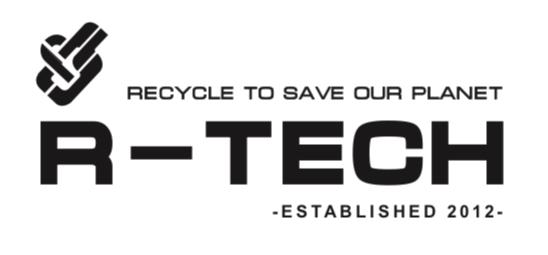 RECYCLE TO SAVE OUR PLANET
R-TECH
-ESTABLISHED 2012-